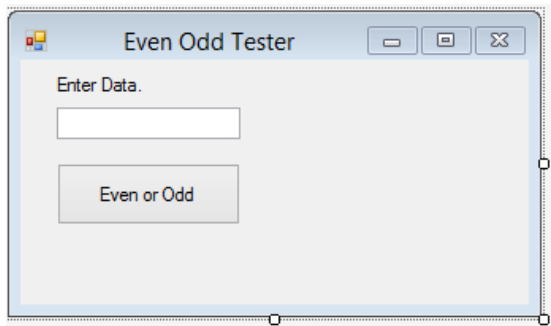 Even Odd Tester
Enter Data.
Even or Odd